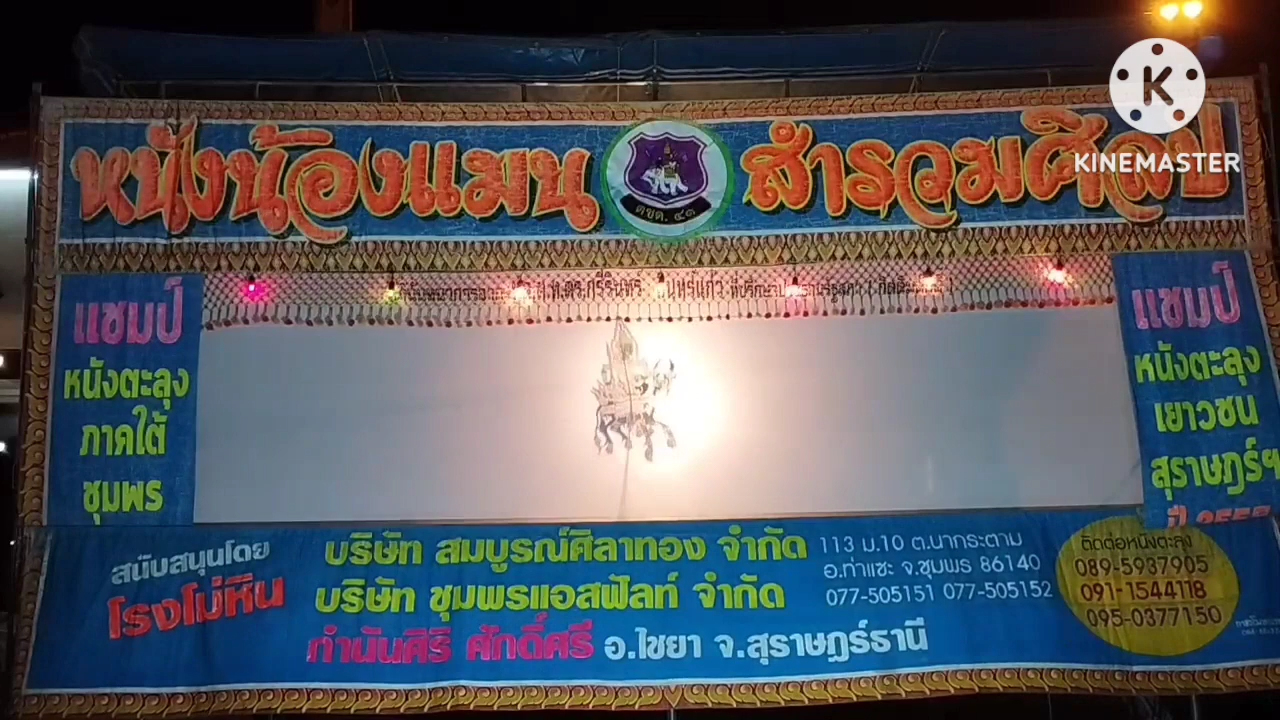 KINEMASTER
หนังน้องแมน สำรวมศิลป์
ดชด. ๔๓
แชมป์
หนังตะลุง
ภาคใต้
ชุมพร
แชมป์
หนังตะลุง
เยาวชน
สุราษฎร์ฯ
สนับสนุนโดย
โรงโม่หิน
บริษัท สมบูรณ์ศิลาทอง จำกัด
บริษัท ชุมพรแอสฟัลท์ จำกัด
กำนันศิริ ศักดิ์ศรี อ.ไชยา จ.สุราษฎร์ธานี
113 ม.10 ต.นากระตาม
อ.ท่าแซะ จ.ชุมพร 86140
077-505151 077-505152
ติดต่อหนังตะลุง
089-5937905
091-1544118
095-0377150